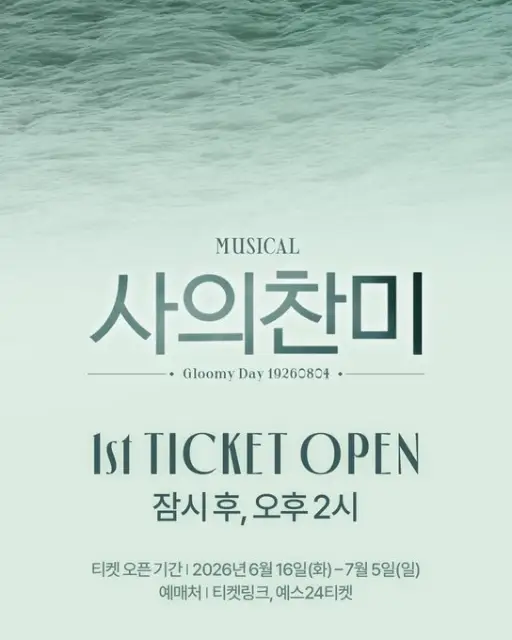 MUSICAL
사의찬미
• Gloomy Day 19260804 •
1st TICKET OPEN
잠시 후, 오후 2시
티켓 오픈 기간 | 2026년 6월 16일(화) – 7월 5일(일)
예매처 | 티켓링크, 예스24티켓